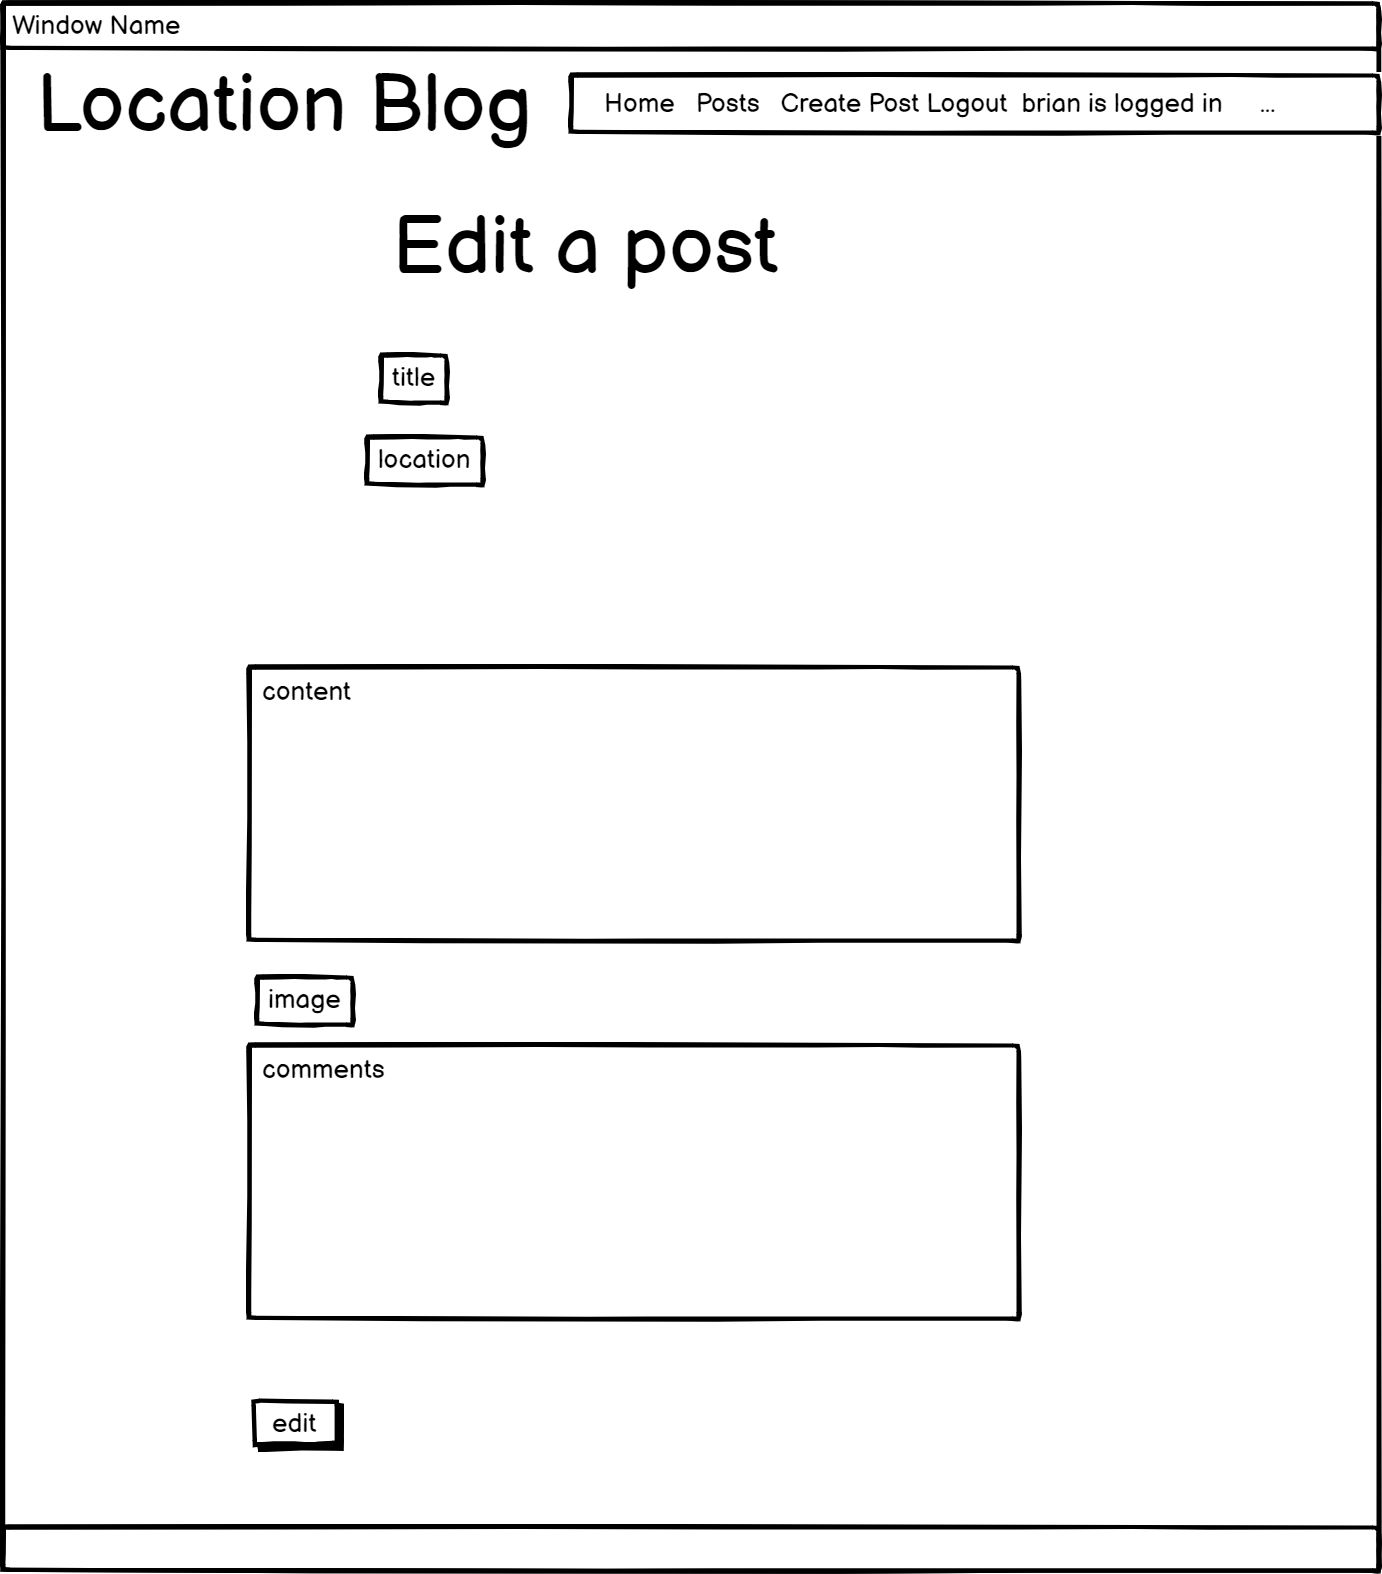 Window Name
Location Blog
Home Posts Create Post Logout brian is logged in ...
Edit a post
title
location
content
image
comments
edit